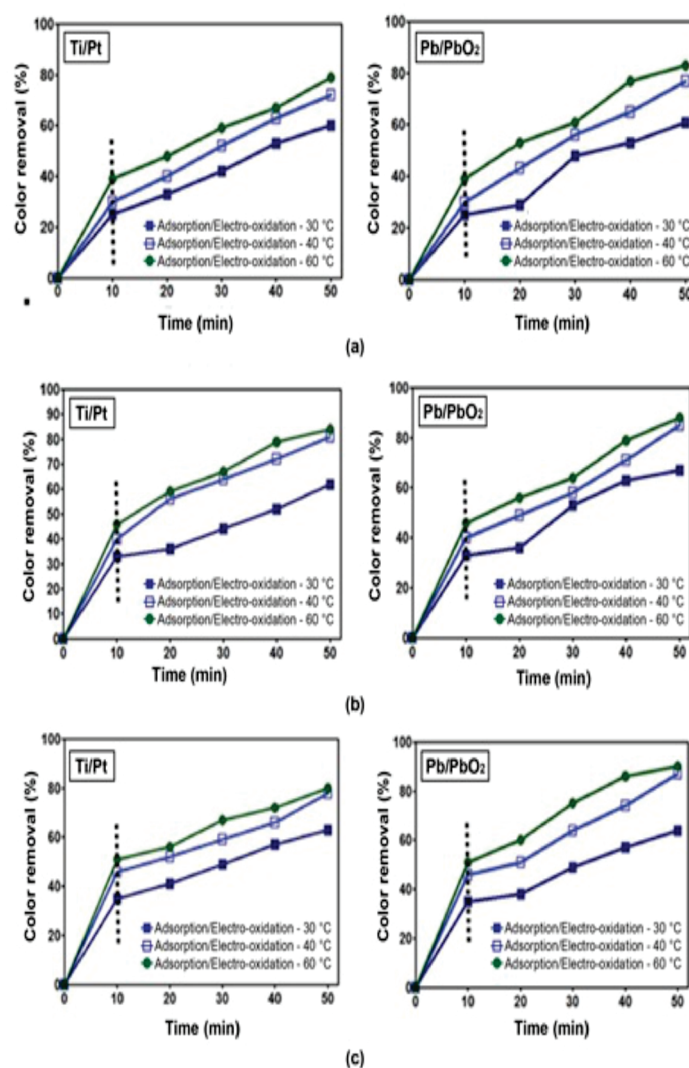 Ti/Pt
Color removal (%)
100
80
60
40
20
0
Adsorption/Electro-oxidation - 30 °C
Adsorption/Electro-oxidation - 40 °C
Adsorption/Electro-oxidation - 60 °C
0 10 20 30 40 50
Time (min)
Pb/PbO₂
Color removal (%)
100
80
60
40
20
0
Adsorption/Electro-oxidation - 30 °C
Adsorption/Electro-oxidation - 40 °C
Adsorption/Electro-oxidation - 60 °C
0 10 20 30 40 50
Time (min)
(a)
Ti/Pt
Color removal (%)
100
90
80
70
60
50
40
30
20
10
0
Adsorption/Electro-oxidation - 30 °C
Adsorption/Electro-oxidation - 40 °C
Adsorption/Electro-oxidation - 60 °C
0 10 20 30 40 50
Time (min)
Pb/PbO₂
Color removal (%)
100
80
60
40
20
0
Adsorption/Electro-oxidation - 30 °C
Adsorption/Electro-oxidation - 40 °C
Adsorption/Electro-oxidation - 60 °C
0 10 20 30 40 50
Time (min)
(b)
Ti/Pt
Color removal (%)
100
80
60
40
20
0
Adsorption/Electro-oxidation - 30 °C
Adsorption/Electro-oxidation - 40 °C
Adsorption/Electro-oxidation - 60 °C
0 10 20 30 40 50
Time (min)
Pb/PbO₂
Color removal (%)
100
80
60
40
20
0
Adsorption/Electro-oxidation - 30 °C
Adsorption/Electro-oxidation - 40 °C
Adsorption/Electro-oxidation - 60 °C
0 10 20 30 40 50
Time (min)
(c)